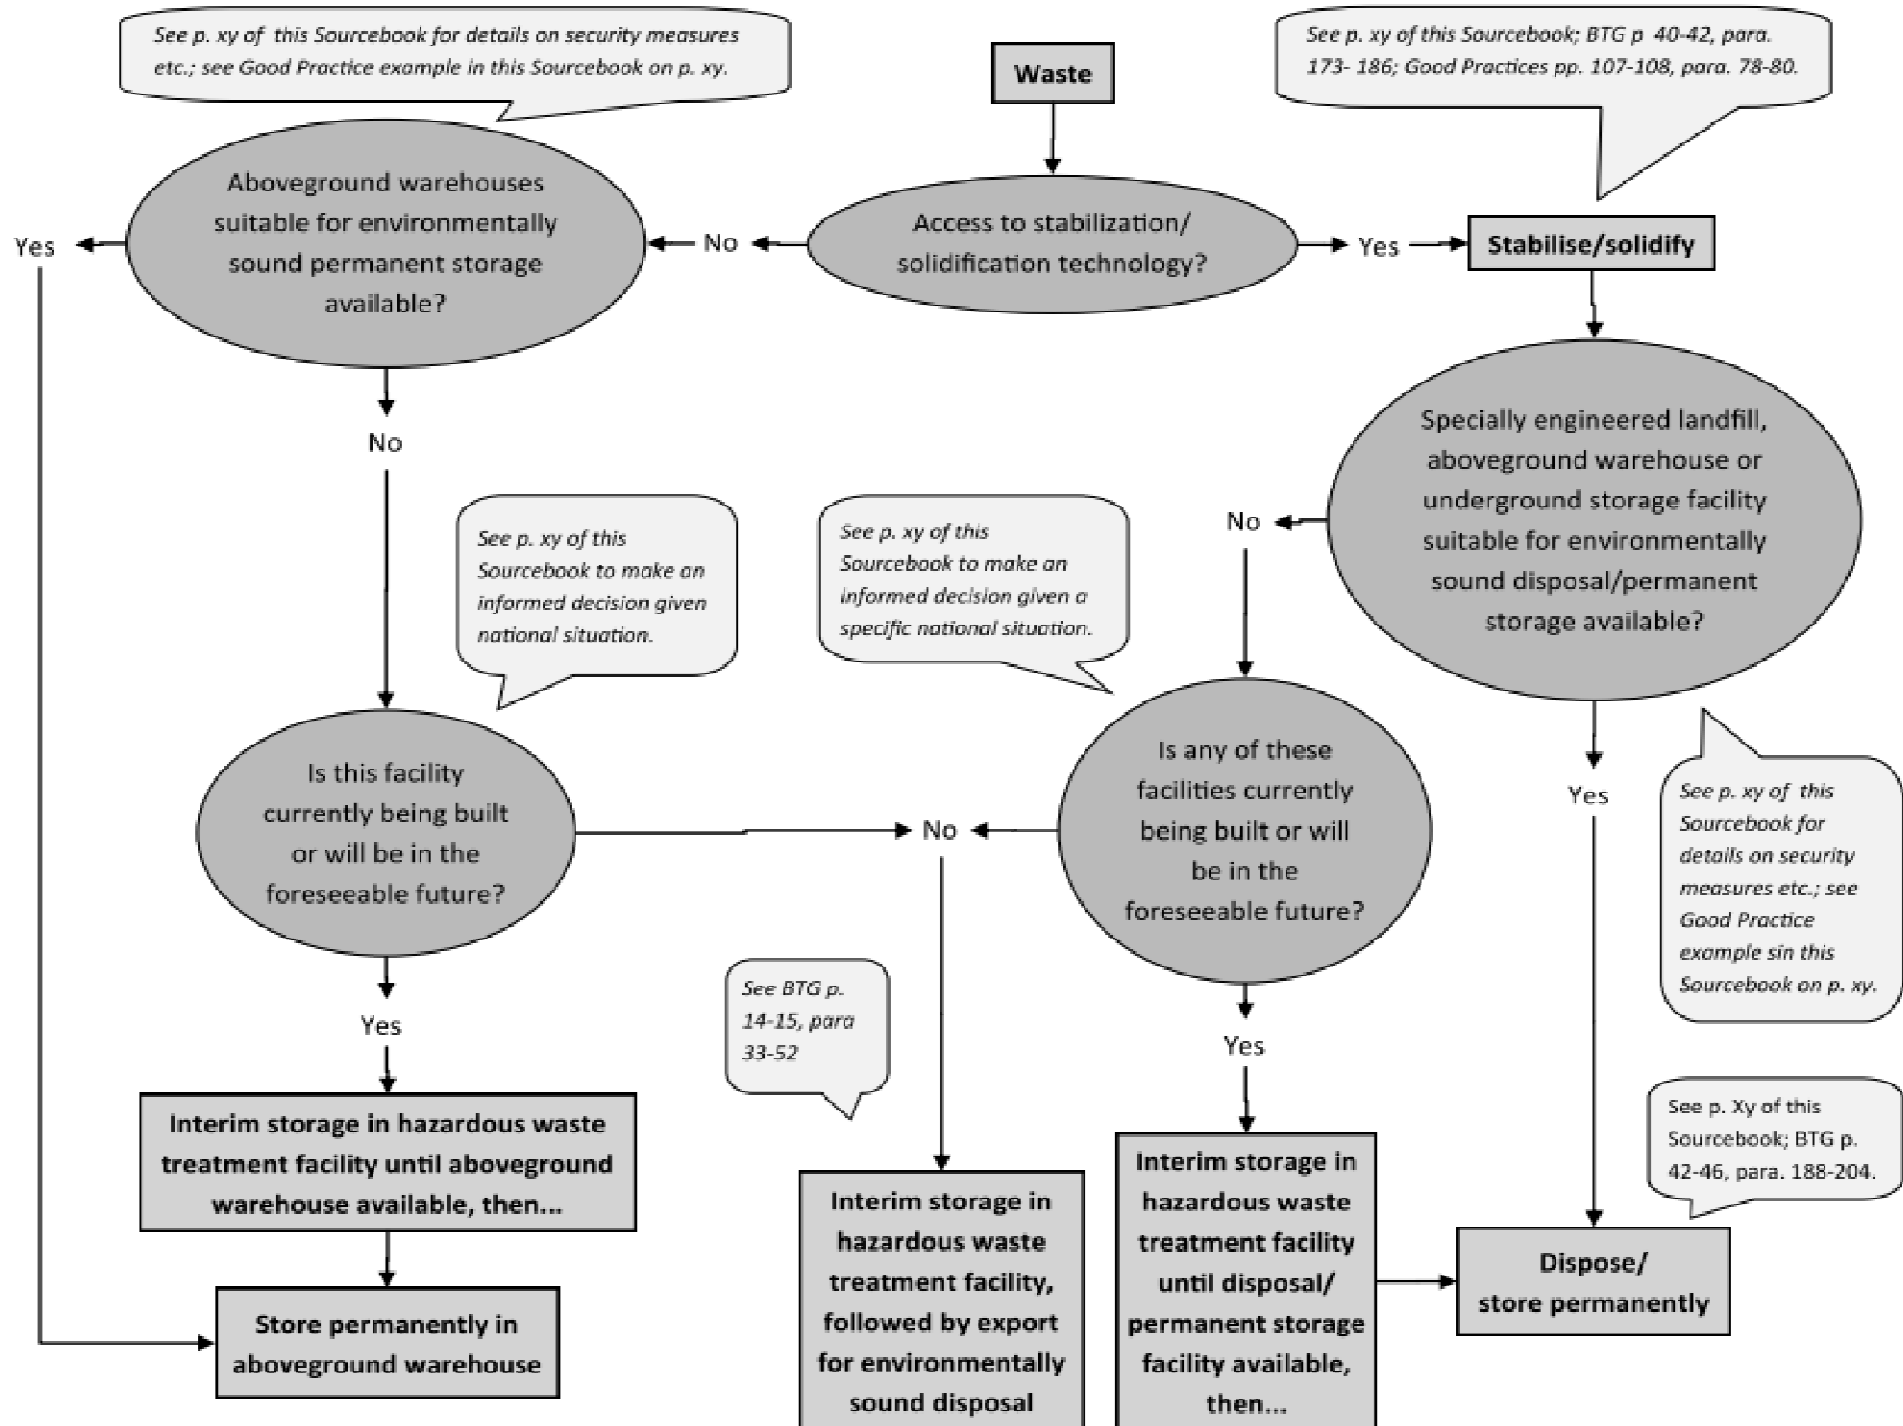 See p. xy of this Sourcebook for details on security measures
etc.; see Good Practice example in this Sourcebook on p. xy.
Waste
See p. xy of this Sourcebook; BTG p 40-42, para.
173- 186; Good Practices pp. 107-108, para. 78-80.
Yes
Aboveground warehouses
suitable for environmentally
sound permanent storage
available?
No
Access to stabilization/
solidification technology?
Yes
Stabilise/solidify
No
See p. xy of this
Sourcebook to make an
informed decision given
national situation.
See p. xy of this
Sourcebook to make an
informed decision given a
specific national situation.
No
Specially engineered landfill,
aboveground warehouse or
underground storage facility
suitable for environmentally
sound disposal/permanent
storage available?
Is this facility
currently being built
or will be in the
foreseeable future?
No
Is any of these
facilities currently
being built or will
be in the
foreseeable future?
Yes
See p. xy of this
Sourcebook for
details on security
measures etc.; see
Good Practice
example sin this
Sourcebook on p. xy.
Yes
See BTG p.
14-15, para
33-52
Yes
Interim storage in hazardous waste
treatment facility until aboveground
warehouse available, then...
See p. Xy of this
Sourcebook; BTG p.
42-46, para. 188-204.
Store permanently in
aboveground warehouse
Interim storage in
hazardous waste
treatment facility,
followed by export
for environmentally
sound disposal
Interim storage in
hazardous waste
treatment facility
until disposal/
permanent storage
facility available,
then...
Dispose/
store permanently